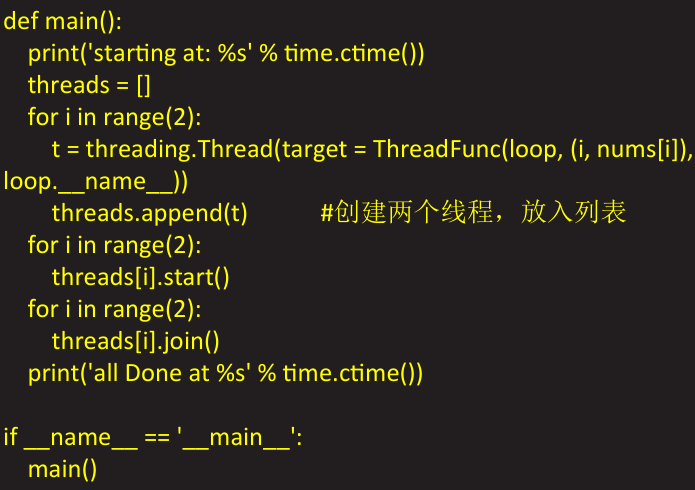 def main():
    print('starting at: %s' % time.ctime())
    threads = []
    for i in range(2):
        t = threading.Thread(target = ThreadFunc(loop, (i, nums[i]),
loop.__name__))
        threads.append(t)            #创建两个线程，放入列表
    for i in range(2):
        threads[i].start()
    for i in range(2):
        threads[i].join()
    print('all Done at %s' % time.ctime())

if __name__ == '__main__':
    main()